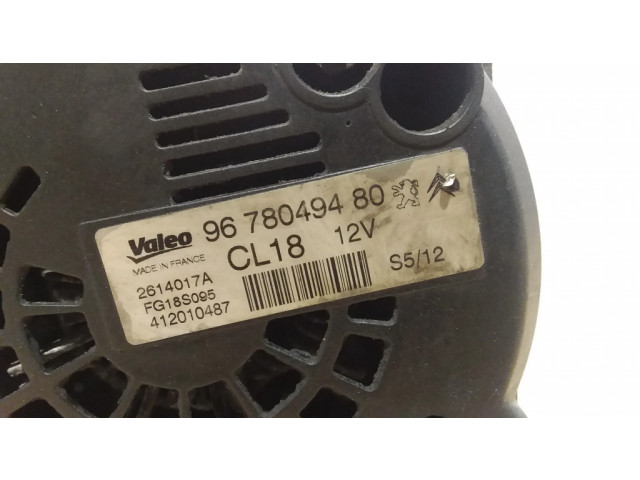 Valeo 96 780494 80
MADE IN FRANCE CL18 12V
2614017A S5/12
FG18S095
412010487